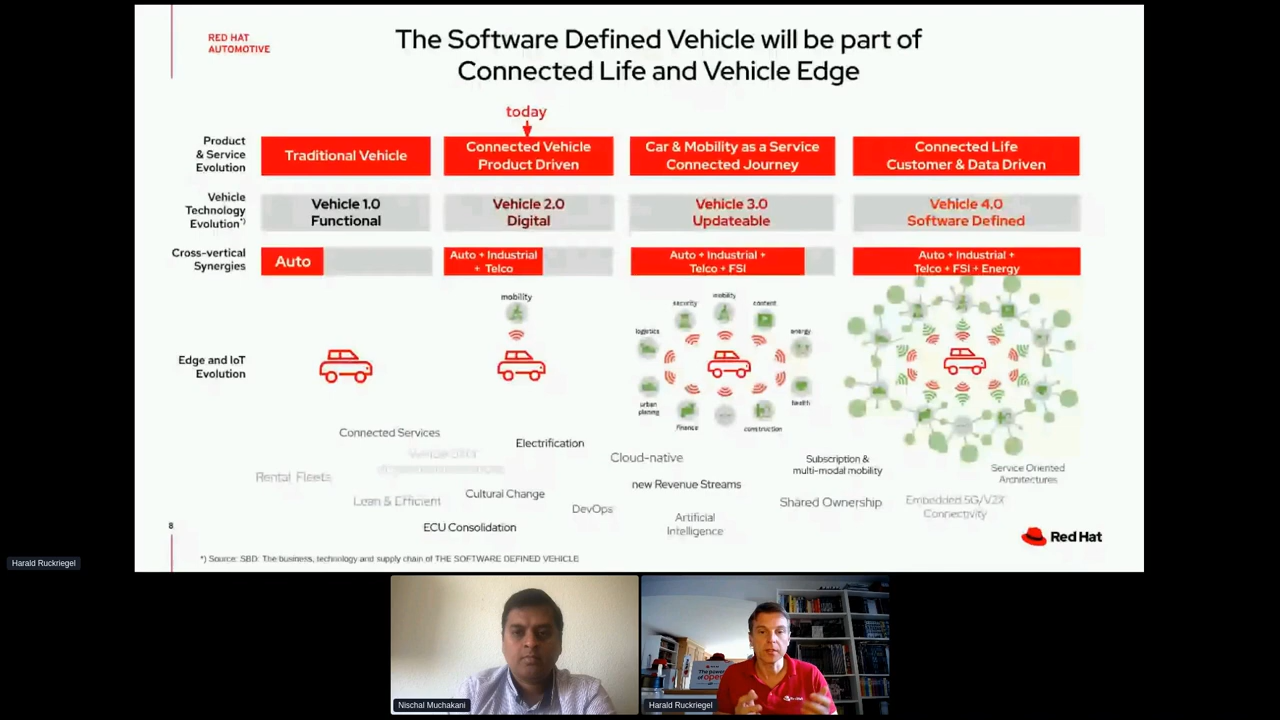 RED HAT
AUTOMOTIVE
The Software Defined Vehicle will be part of
Connected Life and Vehicle Edge
today
Product
& Service
Evolution
Traditional Vehicle
Connected Vehicle
Product Driven
Car & Mobility as a Service
Connected Journey
Connected Life
Customer & Data Driven
Vehicle
Technology
Evolution*)
Vehicle 1.0
Functional
Vehicle 2.0
Digital
Vehicle 3.0
Updateable
Vehicle 4.0
Software Defined
Cross-vertical
Synergies
Auto
Auto + Industrial
+ Telco
Auto + Industrial +
Telco + FSI
Auto + Industrial +
Telco + FSI + Energy
Edge and IoT
Evolution
mobility
security
mobility
content
logistics
energy
urban
planing
health
finance
construction
Connected Services
Electrification
Cloud-native
Subscription &
multi-modal mobility
Service Oriented
Architectures
Rental Fleets
new Revenue Streams
Lean & Efficient
Cultural Change
DevOps
Shared Ownership
Embedded 5G/V2X
Connectivity
ECU Consolidation
Artificial
Intelligence
8
Red Hat
*) Source: SBD: The business, technology and supply chain of THE SOFTWARE DEFINED VEHICLE
Harald Ruckriegel
Nischal Muchakani
Harald Ruckriegel